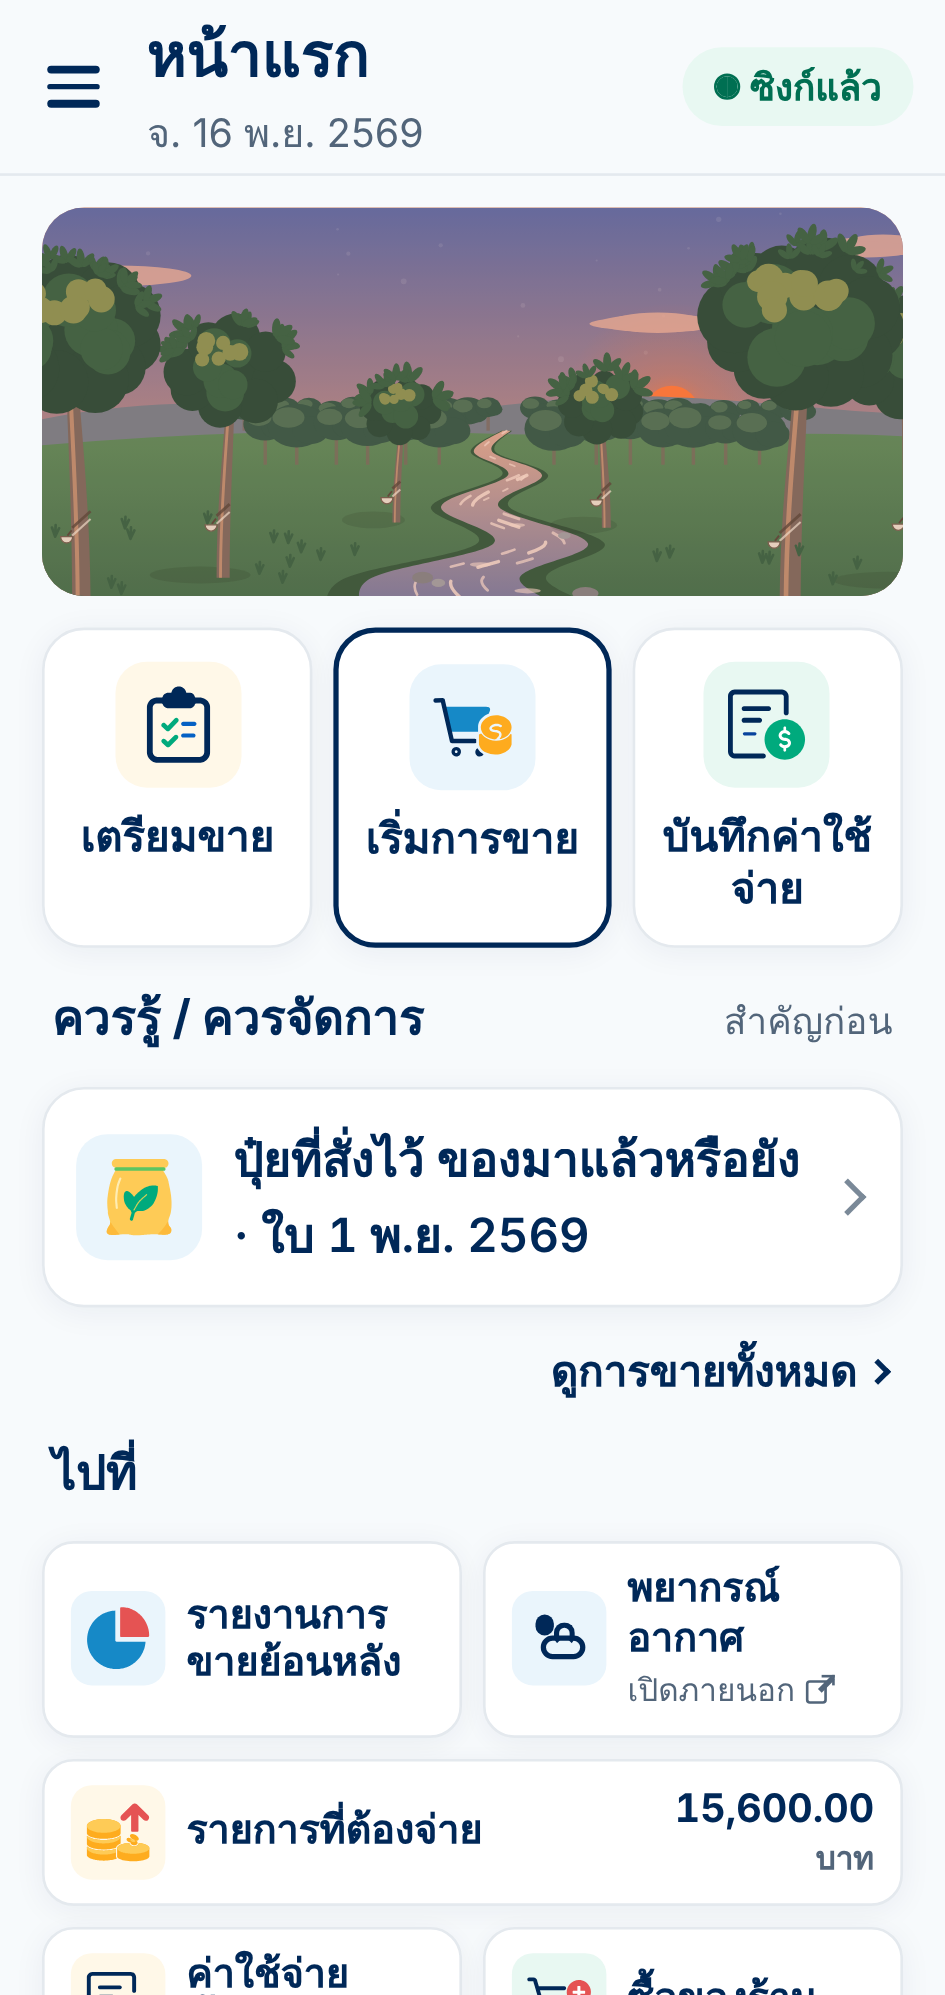 หน้าแรก
จ. 16 พ.ย. 2569
ซิงก์แล้ว
เตรียมขาย
เริ่มการขาย
บันทึกค่าใช้
จ่าย
ควรรู้ / ควรจัดการ
สำคัญก่อน
ปุ๋ยที่สั่งไว้ ของมาแล้วหรือยัง
· ใบ 1 พ.ย. 2569
ดูการขายทั้งหมด
ไปที่
รายงานการ
ขายย้อนหลัง
พยากรณ์
อากาศ
เปิดภายนอก
รายการที่ต้องจ่าย
15,600.00
บาท
ค่าใช้จ่าย